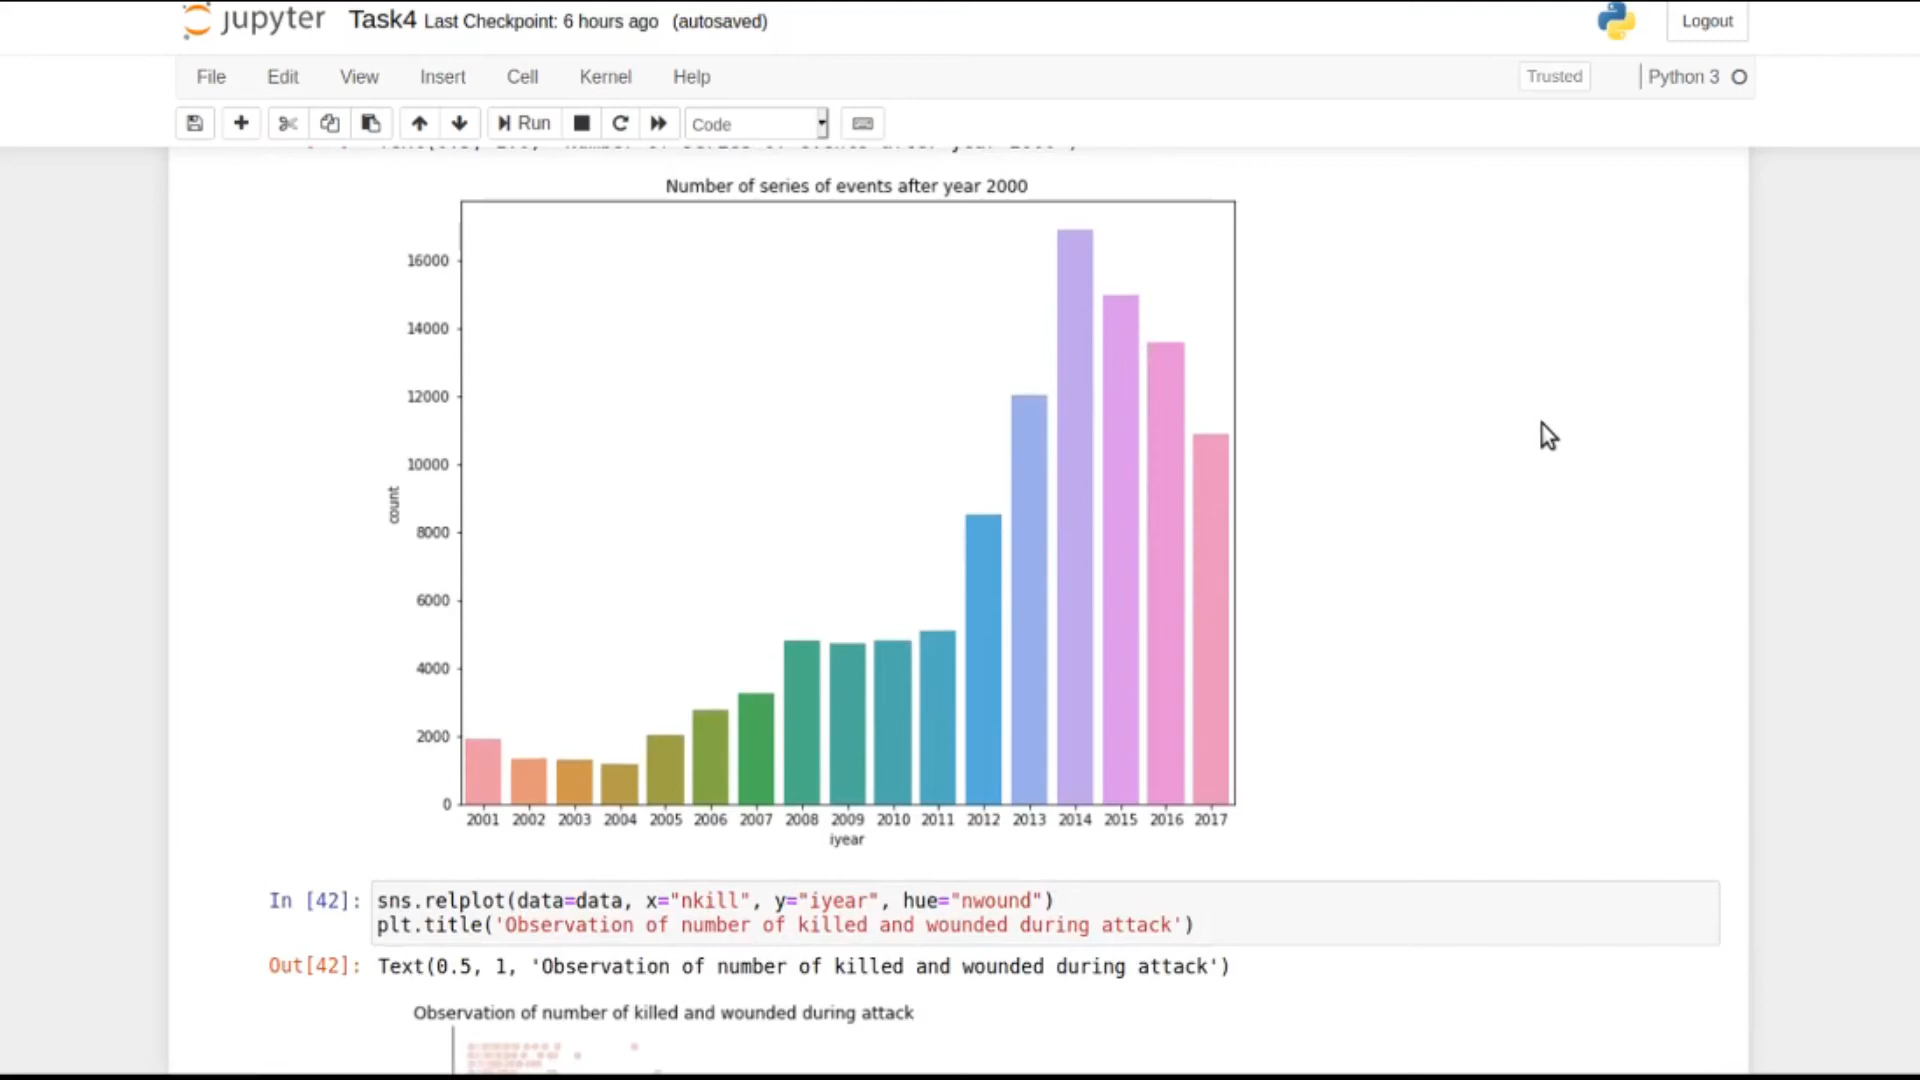 jupyter Task4 Last Checkpoint: 6 hours ago (autosaved) Logout
File Edit View Insert Cell Kernel Help Trusted Python 3
Run Code
Number of series of events after year 2000
16000
14000
12000
10000
8000
6000
4000
2000
0
count
2001 2002 2003 2004 2005 2006 2007 2008 2009 2010 2011 2012 2013 2014 2015 2016 2017
iyear
In [42]: sns.relplot(data=data, x="nkill", y="iyear", hue="nwound")
plt.title('Observation of number of killed and wounded during attack')
Out[42]: Text(0.5, 1, 'Observation of number of killed and wounded during attack')
Observation of number of killed and wounded during attack